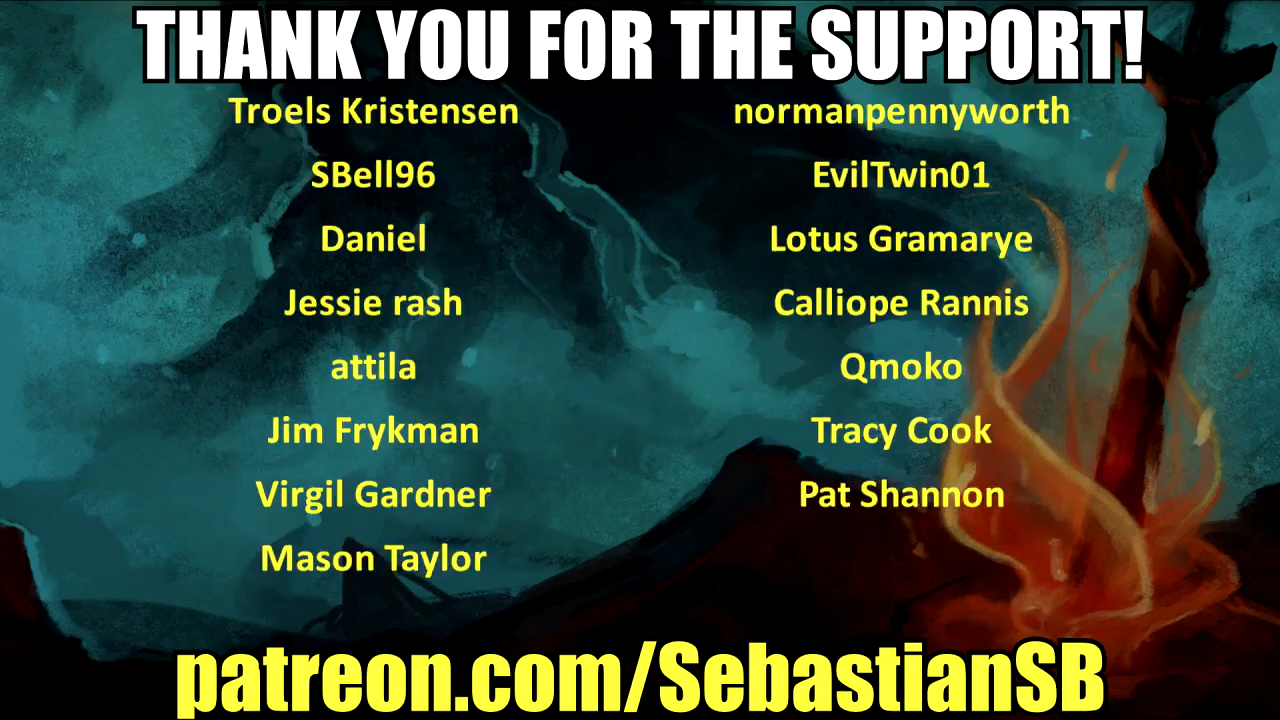 THANK YOU FOR THE SUPPORT!
Troels Kristensen
SBell96
Daniel
Jessie rash
attila
Jim Frykman
Virgil Gardner
Mason Taylor
normanpennyworth
EvilTwin01
Lotus Gramarye
Calliope Rannis
Qmoko
Tracy Cook
Pat Shannon
patreon.com/SebastianSB